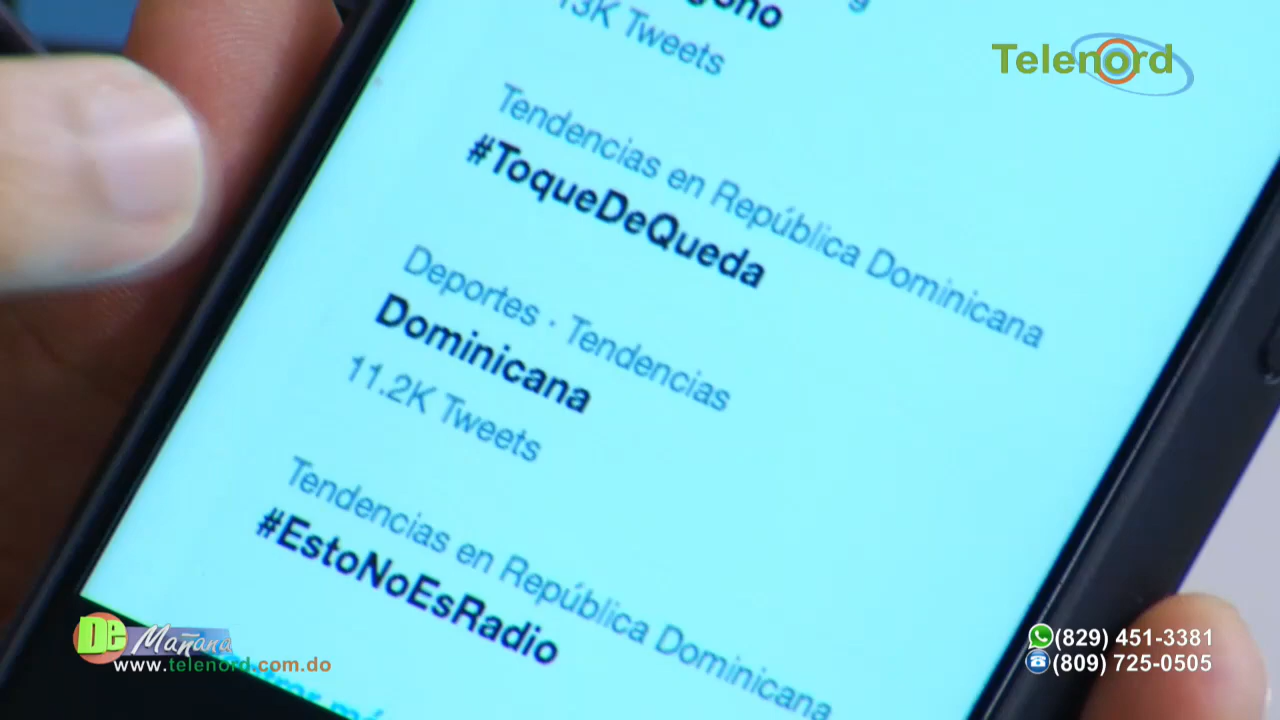 13K Tweets
Tendencias en República Dominicana
#ToqueDeQueda
Deportes · Tendencias
Dominicana
11.2K Tweets
Tendencias en República Dominicana
#EstoNoEsRadio
Telenord
De Mañana
www.telenord.com.do
(829) 451-3381
(809) 725-0505